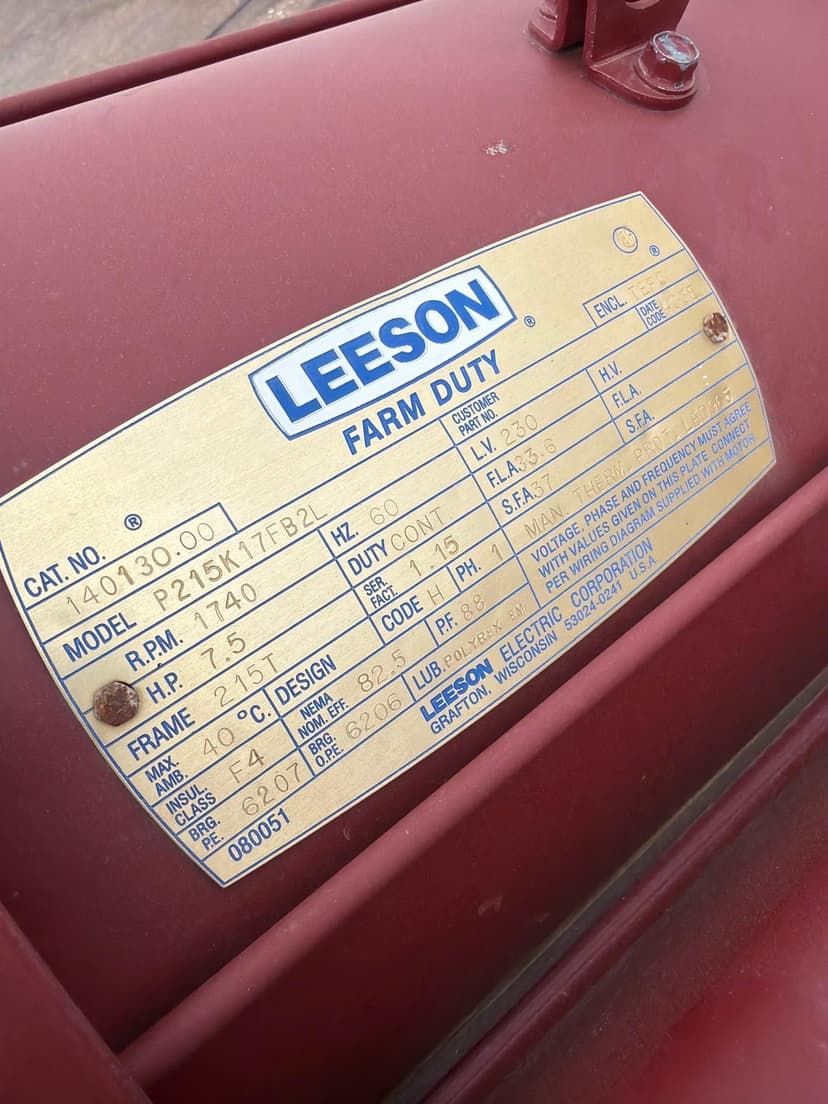 LEESON ®
FARM DUTY
ENCL. TEFC
DATE CODE
CUSTOMER PART NO.
CAT. NO. 140130.00
MODEL P215K17FB2L
R.P.M. 1740 HZ. 60 L.V. 230 H.V.
H.P. 7.5 DUTY CONT F.L.A. 33.6 F.L.A.
FRAME 215T SER. FACT. 1.15 S.F.A. 37 S.F.A.
MAX. AMB. 40 °C. DESIGN CODE H PH. 1 MAN. THERM. PROT.
INSUL. CLASS F4 NEMA NOM. EFF. 82.5 P.F. 88
BRG. P.E. 6207 BRG. O.P.E. 6206 LUB. POLYREX EM
VOLTAGE, PHASE AND FREQUENCY MUST AGREE
WITH VALUES GIVEN ON THIS PLATE. CONNECT
PER WIRING DIAGRAM SUPPLIED WITH MOTOR
LEESON ELECTRIC CORPORATION
GRAFTON, WISCONSIN 53024-0241 U.S.A
080051